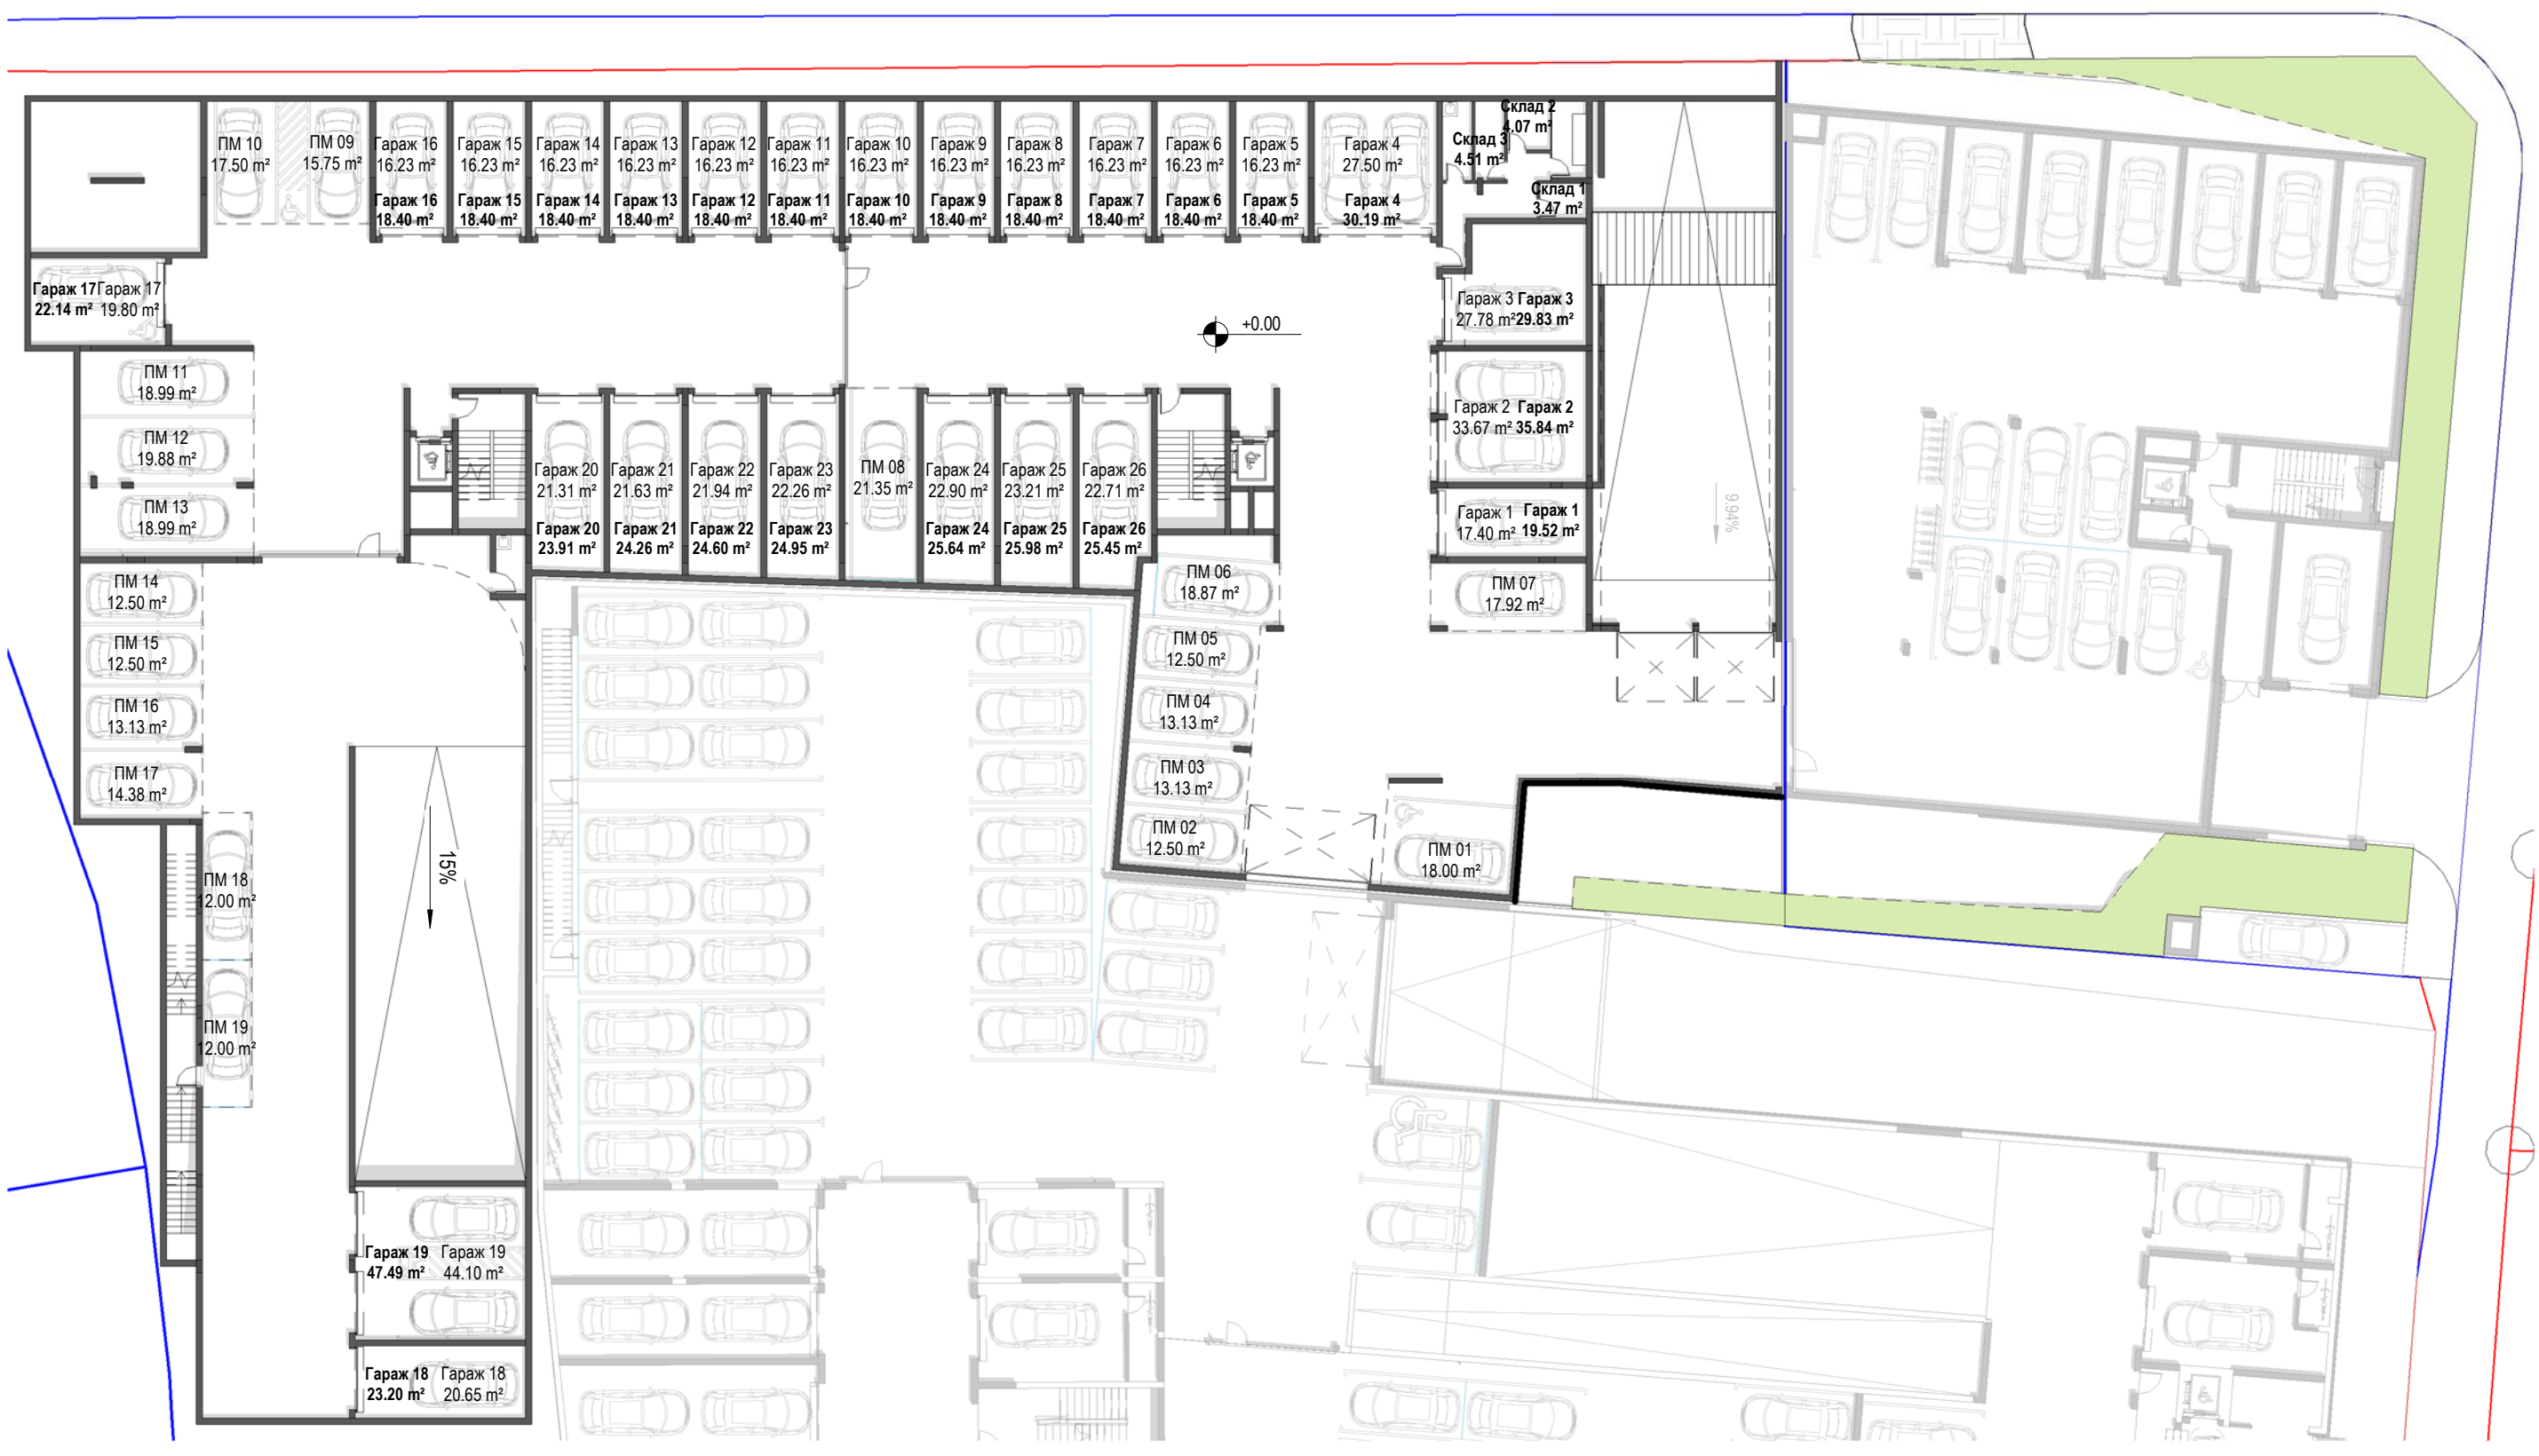 ПМ 10
17.50 m²
ПМ 09
15.75 m²
Гараж 16
16.23 m²
Гараж 16
18.40 m²
Гараж 15
16.23 m²
Гараж 15
18.40 m²
Гараж 14
16.23 m²
Гараж 14
18.40 m²
Гараж 13
16.23 m²
Гараж 13
18.40 m²
Гараж 12
16.23 m²
Гараж 12
18.40 m²
Гараж 11
16.23 m²
Гараж 11
18.40 m²
Гараж 10
16.23 m²
Гараж 10
18.40 m²
Гараж 9
16.23 m²
Гараж 9
18.40 m²
Гараж 8
16.23 m²
Гараж 8
18.40 m²
Гараж 7
16.23 m²
Гараж 7
18.40 m²
Гараж 6
16.23 m²
Гараж 6
18.40 m²
Гараж 5
16.23 m²
Гараж 5
18.40 m²
Гараж 4
27.50 m²
Гараж 4
30.19 m²
Склад 2
4.07 m²
Склад 3
4.51 m²
Склад 1
3.47 m²
Гараж 17
22.14 m²
Гараж 17
19.80 m²
+0.00
Гараж 3
27.78 m²
Гараж 3
29.83 m²
ПМ 11
18.99 m²
ПМ 12
19.88 m²
ПМ 13
18.99 m²
Гараж 2
33.67 m²
Гараж 2
35.84 m²
Гараж 20
21.31 m²
Гараж 20
23.91 m²
Гараж 21
21.63 m²
Гараж 21
24.26 m²
Гараж 22
21.94 m²
Гараж 22
24.60 m²
Гараж 23
22.26 m²
Гараж 23
24.95 m²
ПМ 08
21.35 m²
Гараж 24
22.90 m²
Гараж 24
25.64 m²
Гараж 25
23.21 m²
Гараж 25
25.98 m²
Гараж 26
22.71 m²
Гараж 26
25.45 m²
Гараж 1
17.40 m²
Гараж 1
19.52 m²
9.94%
ПМ 07
17.92 m²
ПМ 06
18.87 m²
ПМ 05
12.50 m²
ПМ 04
13.13 m²
ПМ 03
13.13 m²
ПМ 02
12.50 m²
ПМ 01
18.00 m²
ПМ 14
12.50 m²
ПМ 15
12.50 m²
ПМ 16
13.13 m²
ПМ 17
14.38 m²
15%
ПМ 18
12.00 m²
ПМ 19
12.00 m²
Гараж 19
47.49 m²
Гараж 19
44.10 m²
Гараж 18
23.20 m²
Гараж 18
20.65 m²